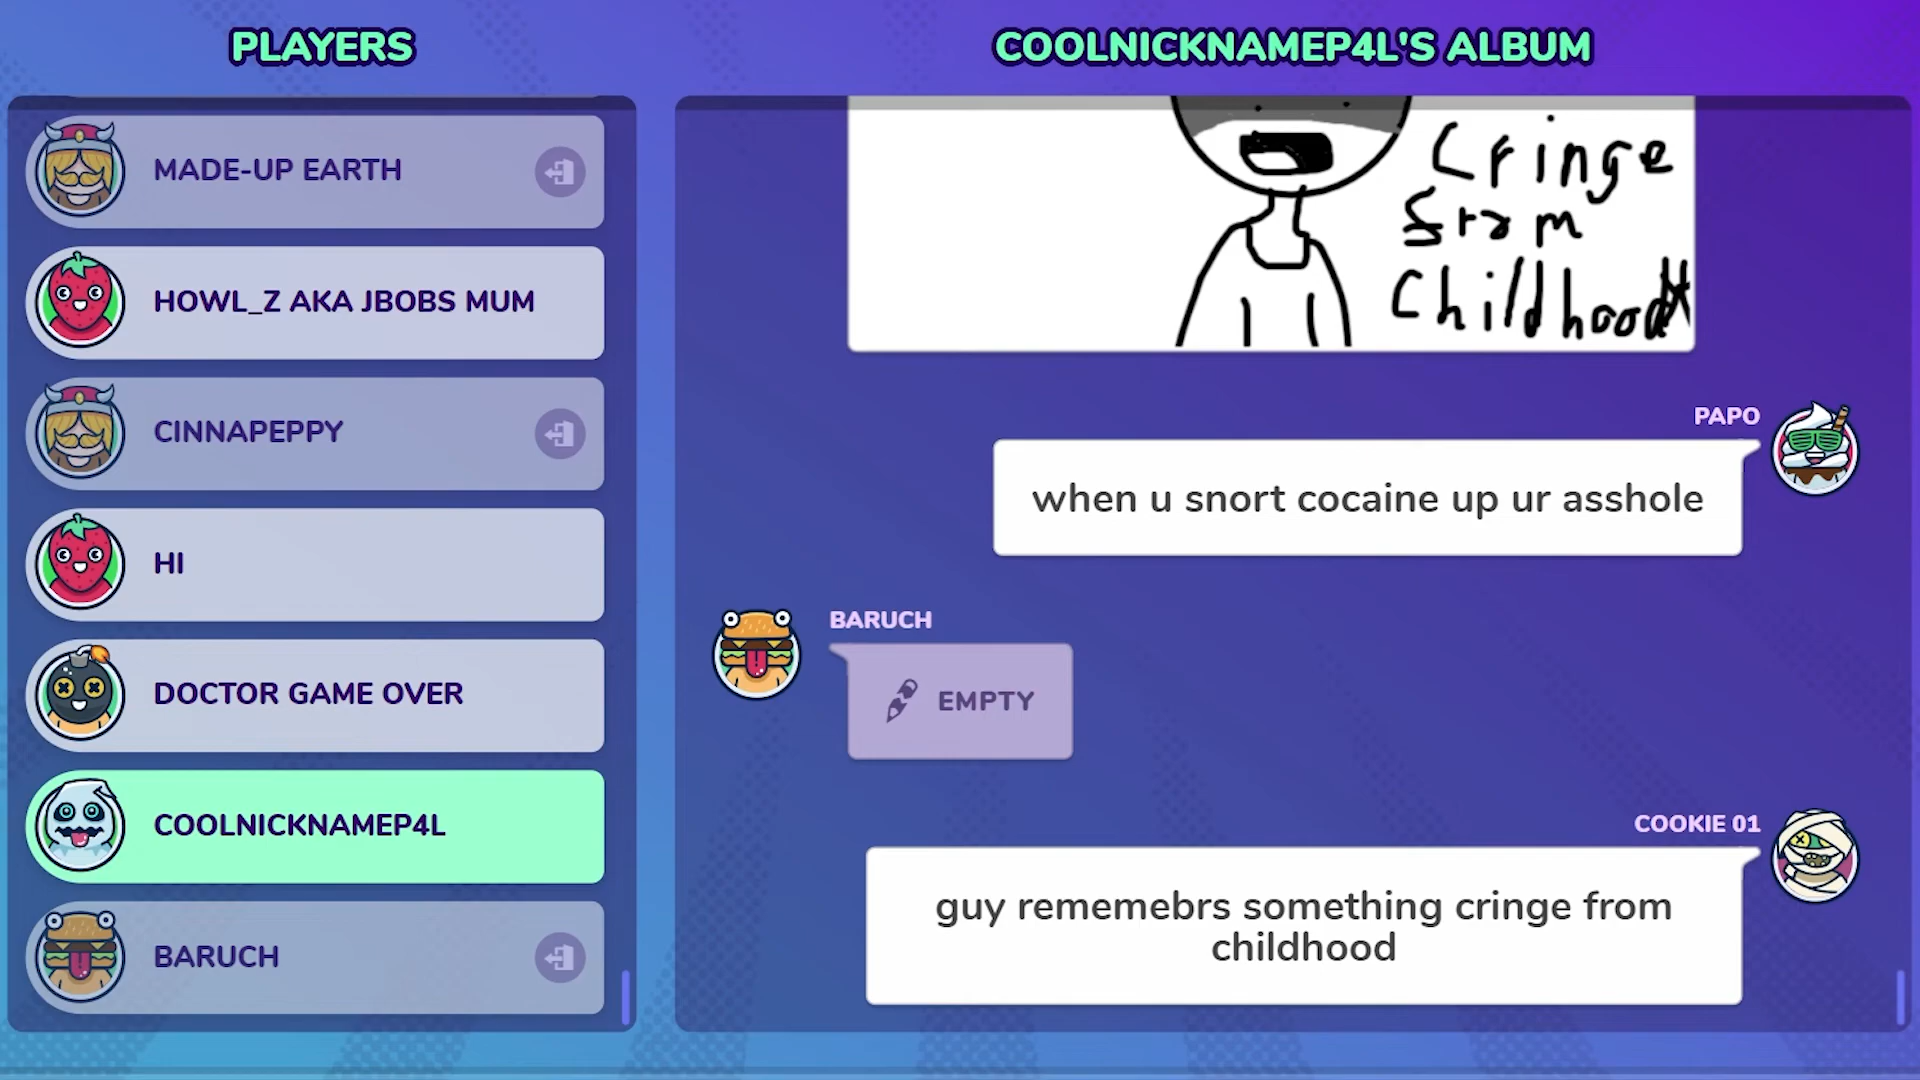 PLAYERS
COOLNICKNAMEP4L'S ALBUM
MADE-UP EARTH
HOWL_Z AKA JBOBS MUM
CINNAPEPPY
HI
DOCTOR GAME OVER
COOLNICKNAMEP4L
BARUCH
Cringe
from
Childhood
PAPO
when u snort cocaine up ur asshole
BARUCH
EMPTY
COOKIE 01
guy rememebrs something cringe from
childhood